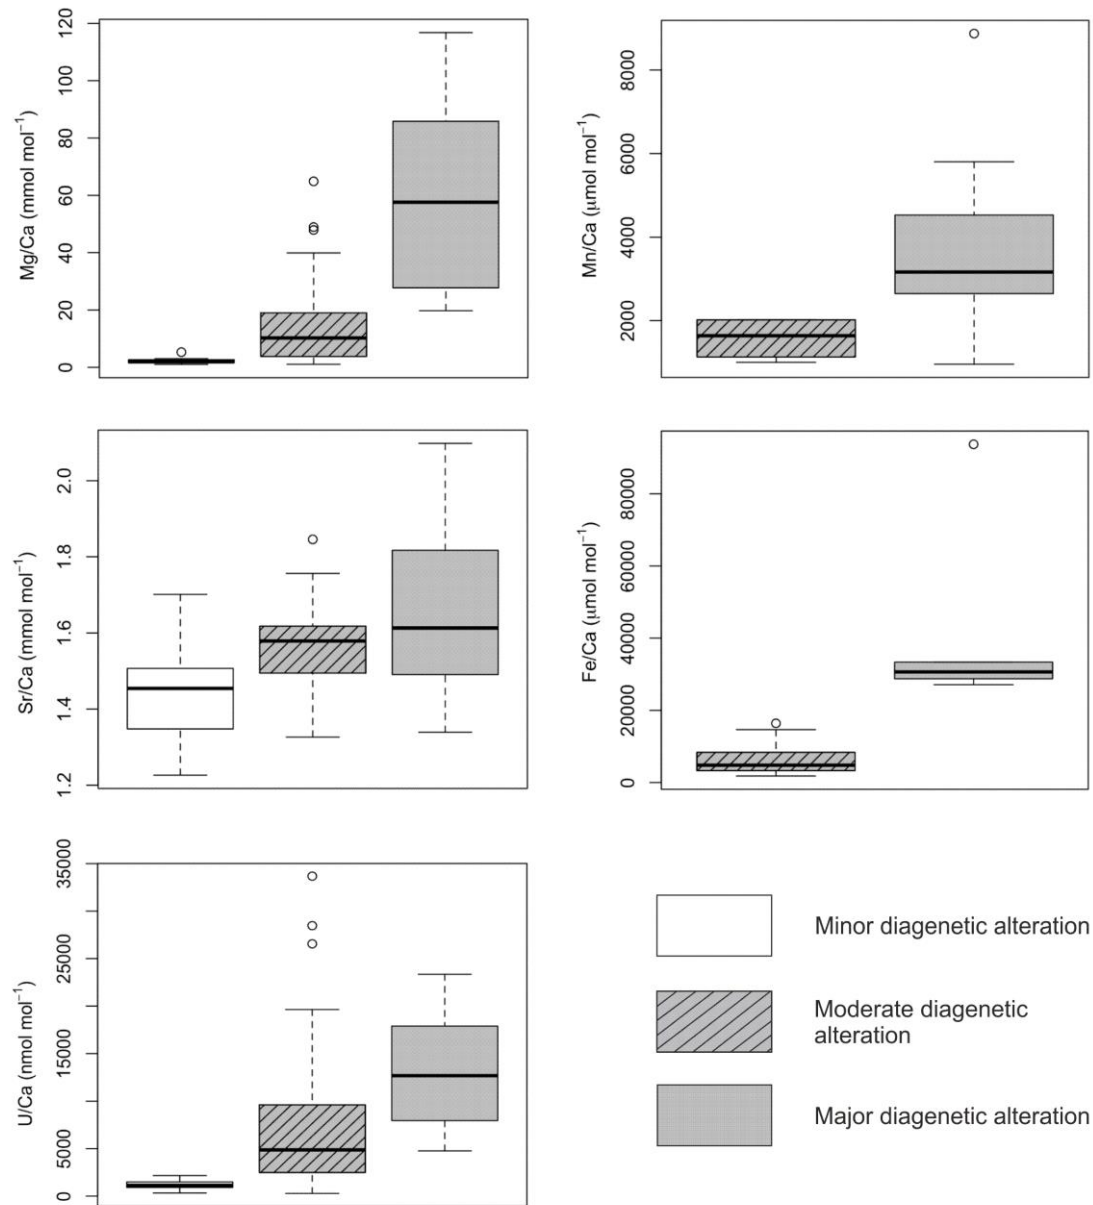 Mg/Ca (mmol mol⁻¹)
120
100
80
60
40
20
0
Mn/Ca (μmol mol⁻¹)
8000
6000
4000
2000
Sr/Ca (mmol mol⁻¹)
2.0
1.8
1.6
1.4
1.2
Fe/Ca (μmol mol⁻¹)
80000
60000
40000
20000
0
U/Ca (nmol mol⁻¹)
35000
25000
15000
5000
0
Minor diagenetic alteration
Moderate diagenetic
alteration
Major diagenetic alteration